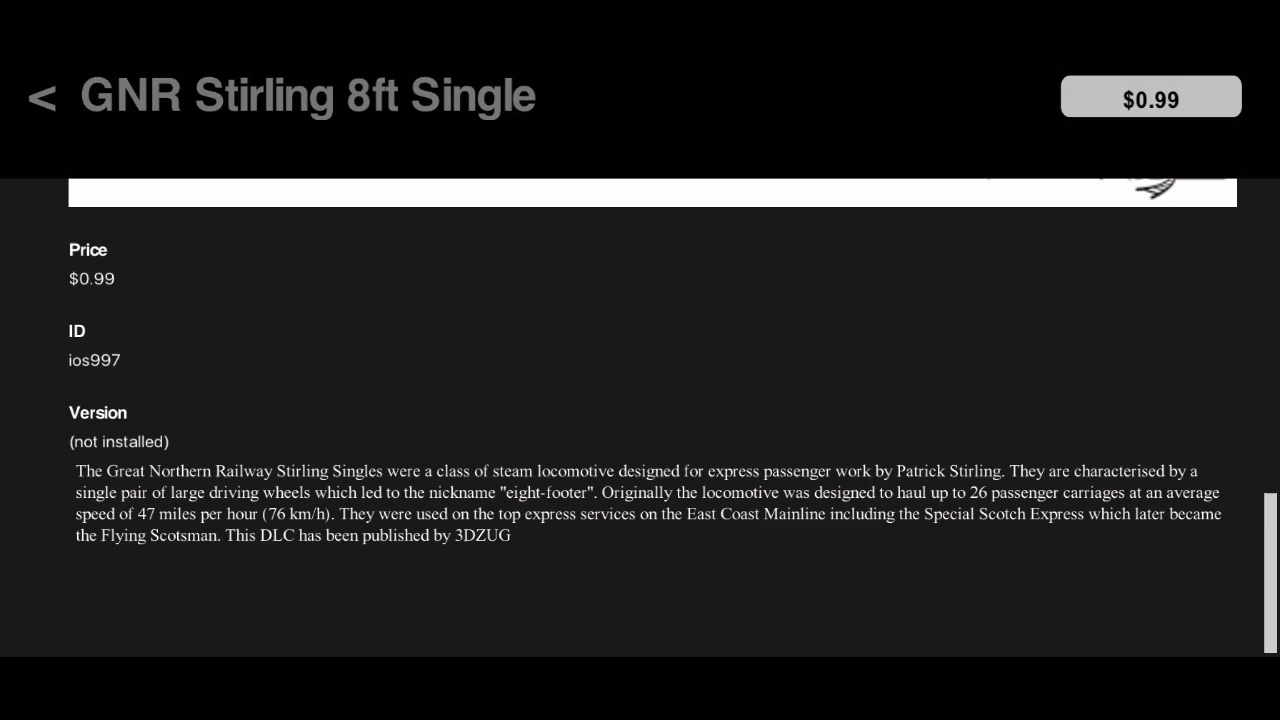 < GNR Stirling 8ft Single
$0.99
Price
$0.99
ID
ios997
Version
(not installed)
The Great Northern Railway Stirling Singles were a class of steam locomotive designed for express passenger work by Patrick Stirling. They are characterised by a
single pair of large driving wheels which led to the nickname "eight-footer". Originally the locomotive was designed to haul up to 26 passenger carriages at an average
speed of 47 miles per hour (76 km/h). They were used on the top express services on the East Coast Mainline including the Special Scotch Express which later became
the Flying Scotsman. This DLC has been published by 3DZUG